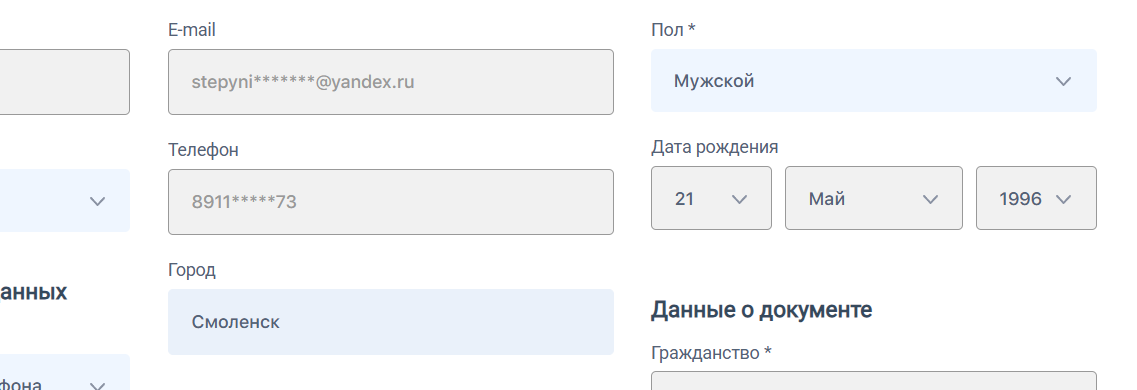 E-mail
stepyni*******@yandex.ru
Телефон
8911*****73
Город
Смоленск
анных
фона
Пол *
Мужской
Дата рождения
21 Май 1996
Данные о документе
Гражданство *